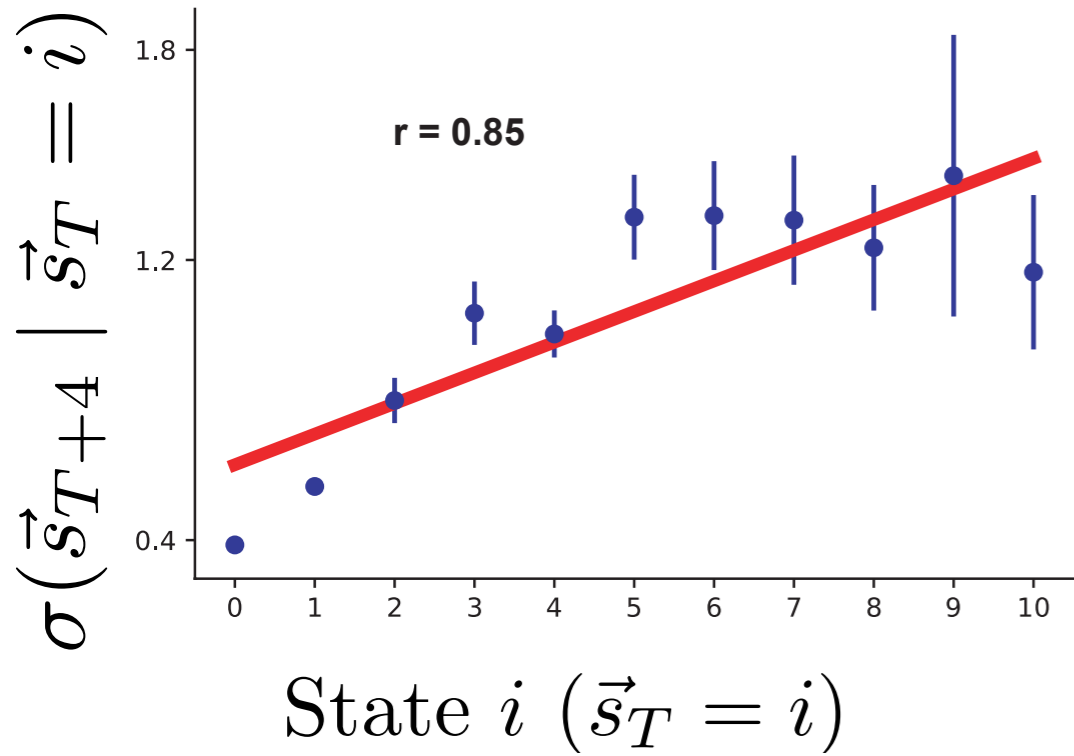 σ(s⃗_{T+4} | s⃗_T = i)
1.8
1.2
0.4
r = 0.85
0 1 2 3 4 5 6 7 8 9 10
State i (s⃗_T = i)